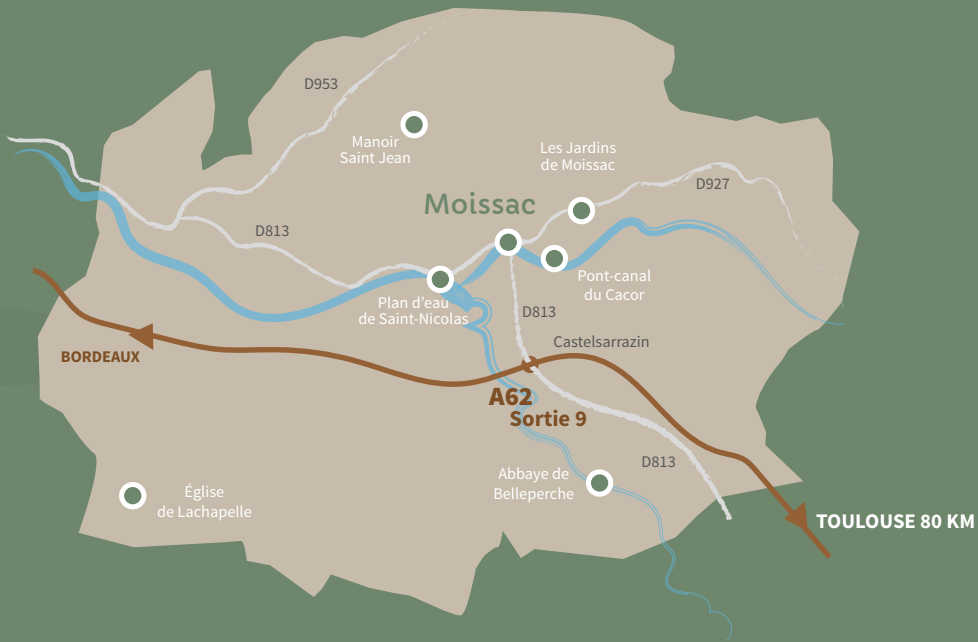 D953
Manoir
Saint Jean
Les Jardins
de Moissac
D927
Moissac
D813
Pont-canal
du Cacor
Plan d'eau
de Saint-Nicolas
D813
Castelsarrazin
BORDEAUX
A62
Sortie 9
D813
Abbaye de
Belleperche
Église
de Lachapelle
TOULOUSE 80 KM